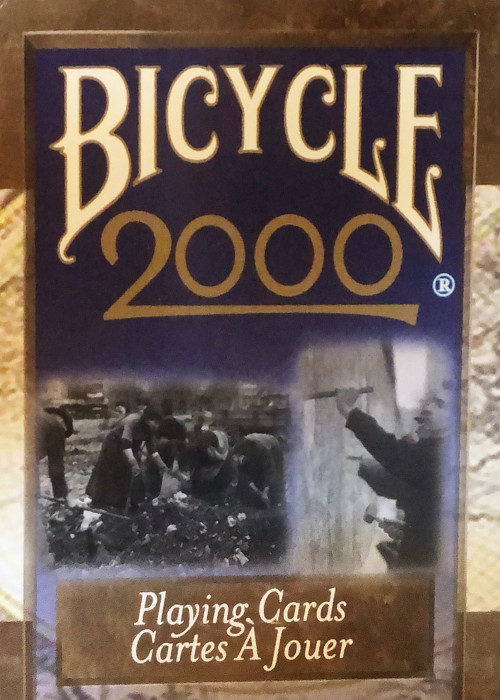 BICYCLE
2000
®
Playing Cards
Cartes À Jouer